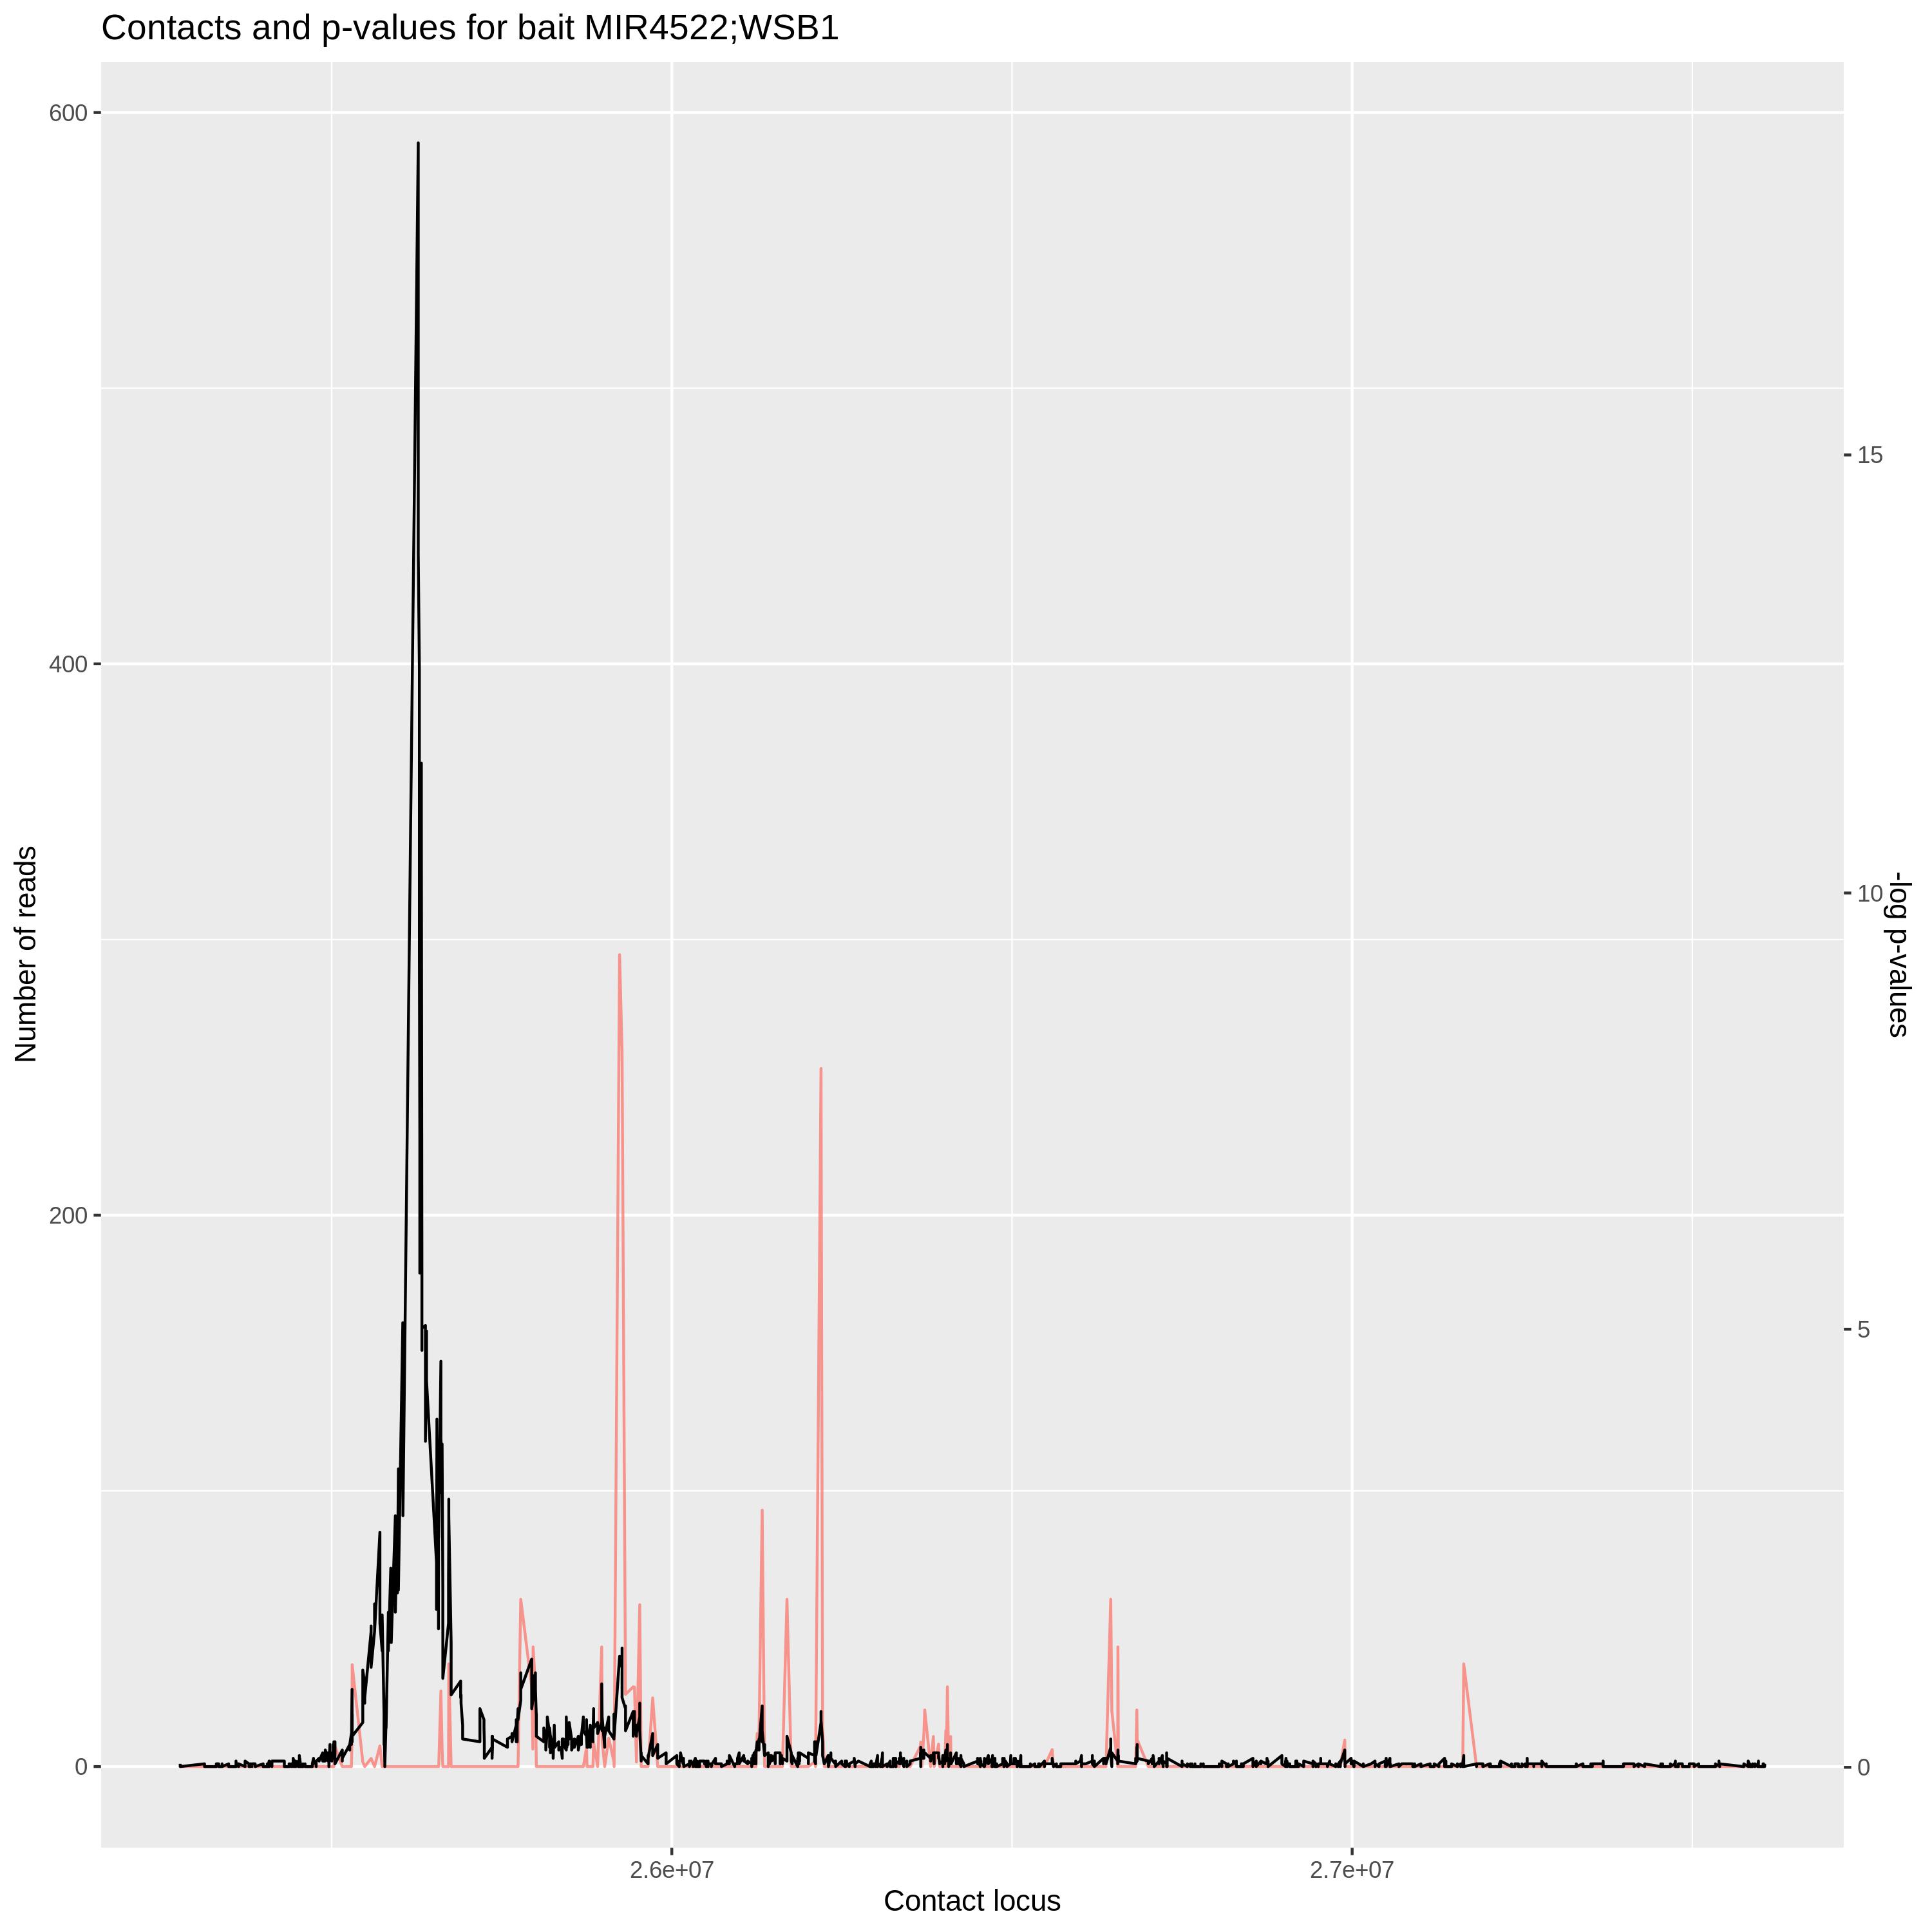 Contacts and p-values for bait MIR4522;WSB1
600
400
200
0
Number of reads
15
10
5
0
-log p-values
2.6e+07
2.7e+07
Contact locus